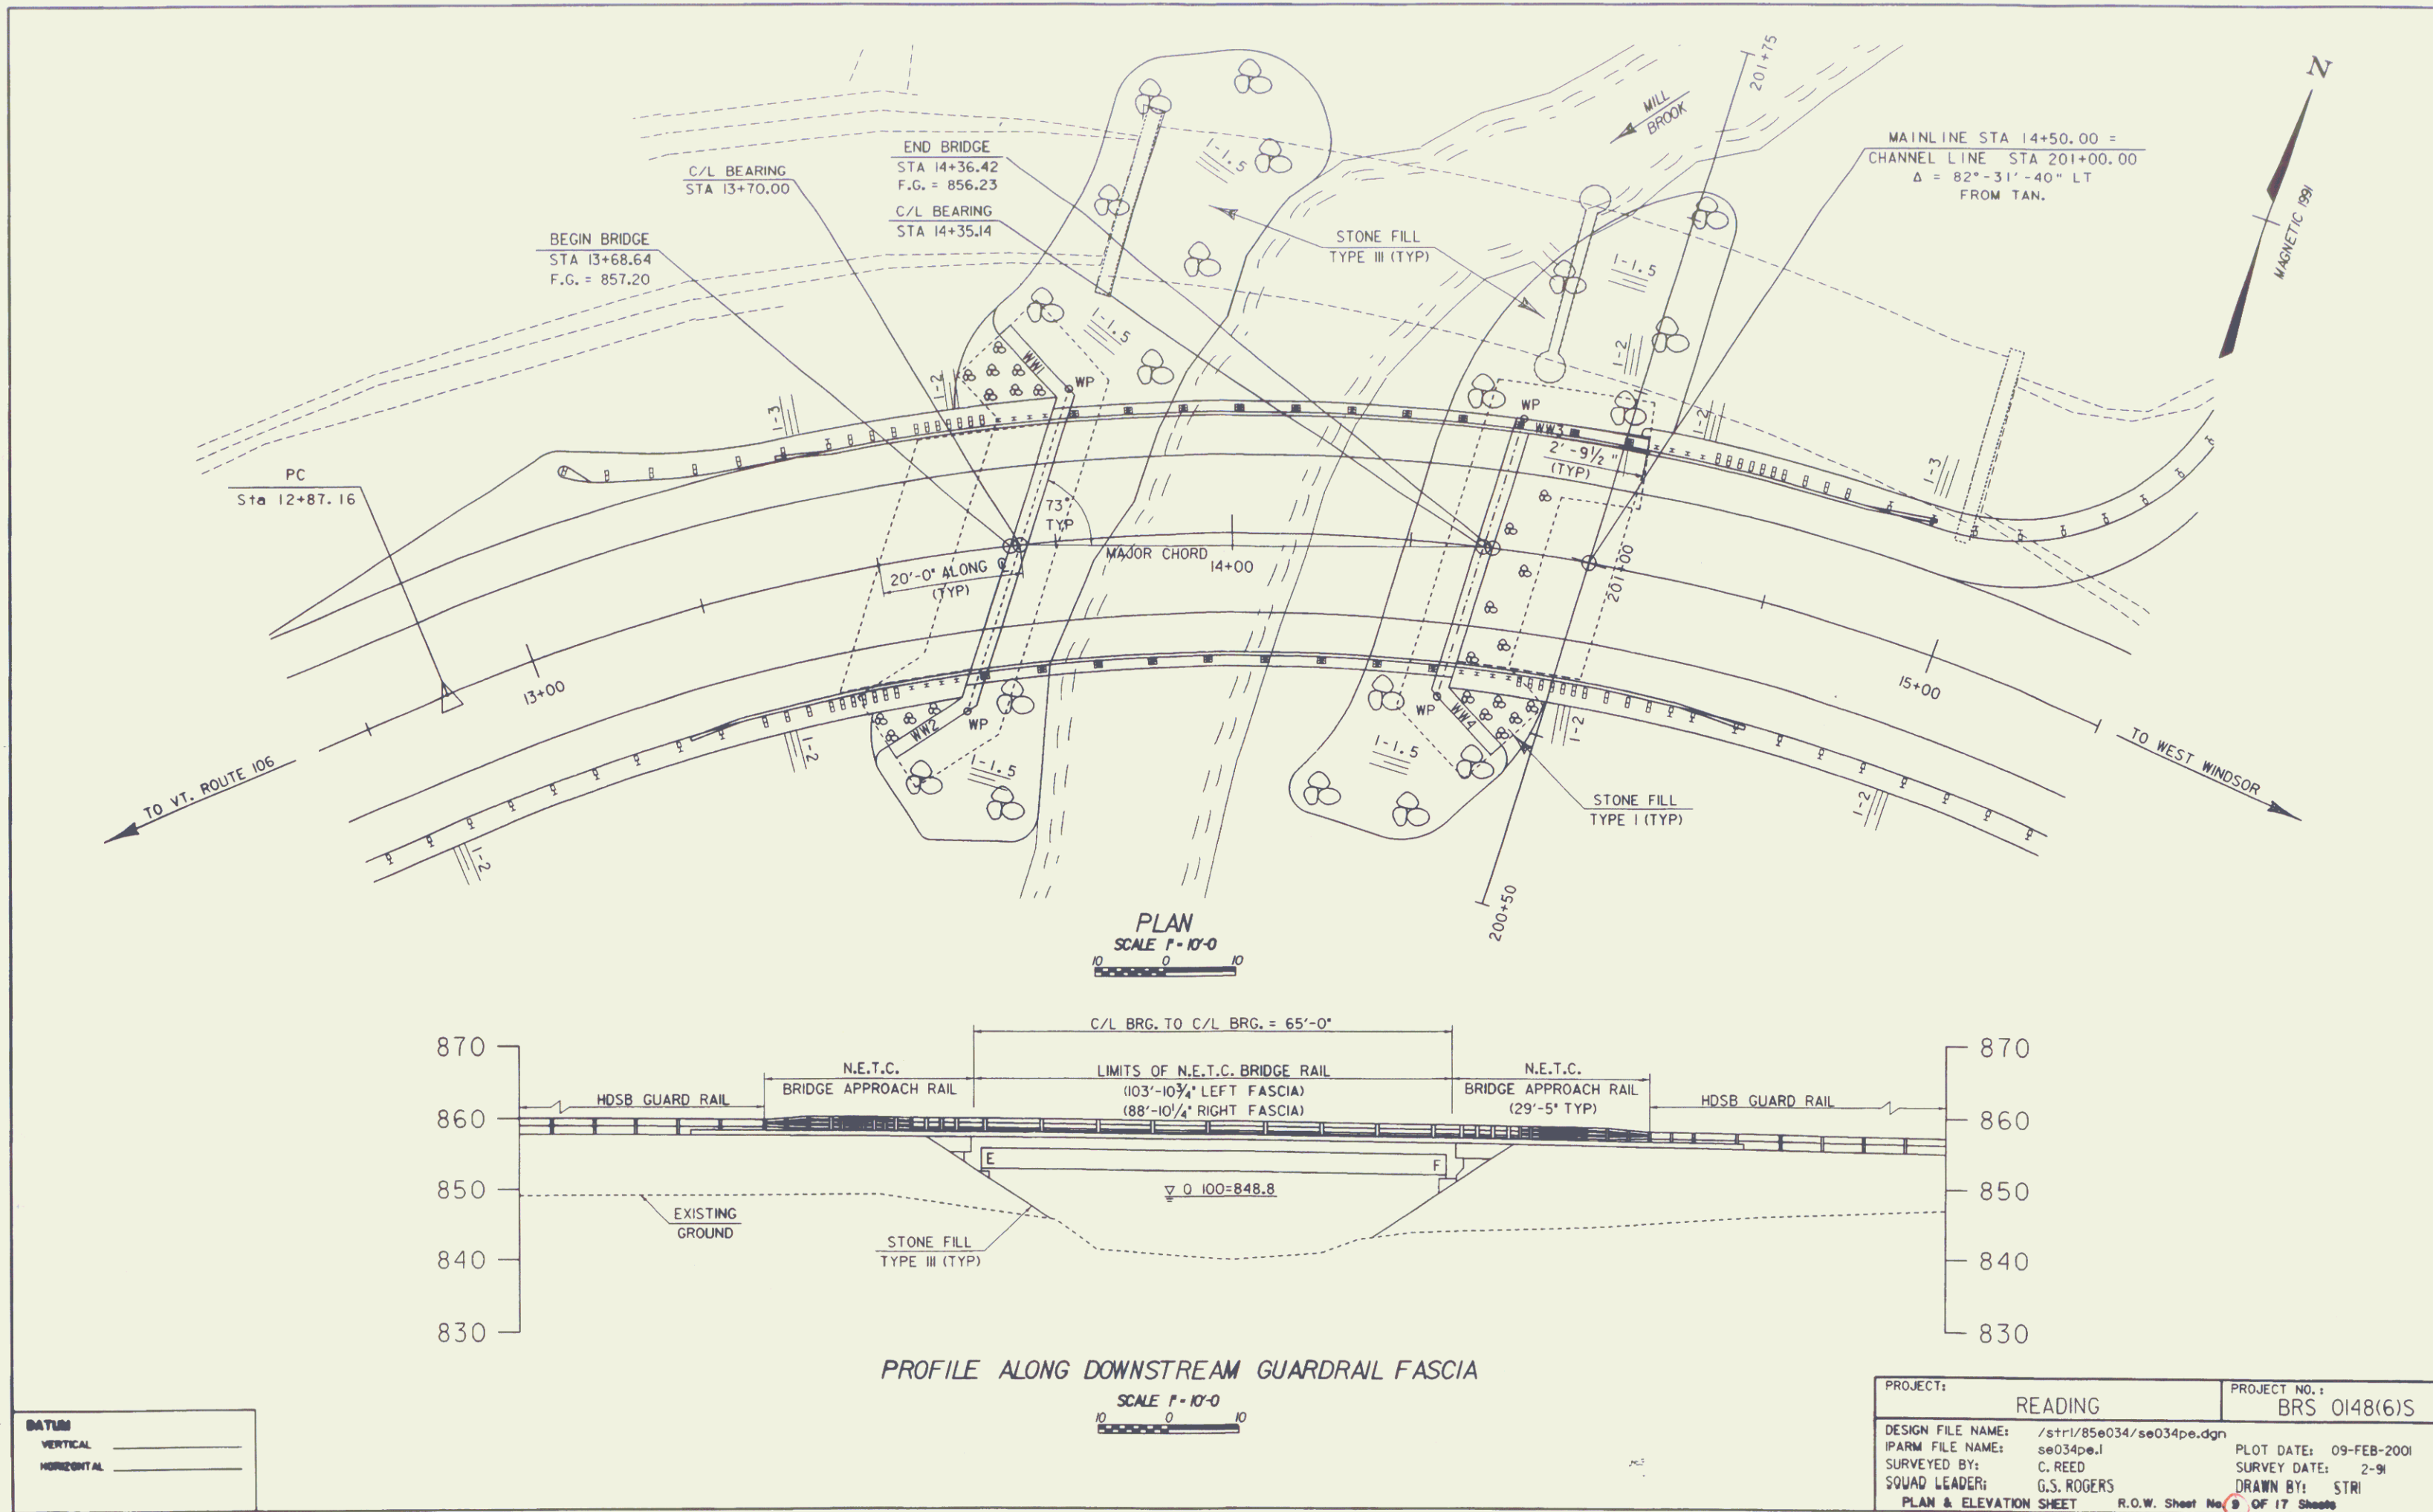 201+75
N
MILL
BROOK
MAGNETIC 1991
MAINLINE STA 14+50.00 =
CHANNEL LINE STA 201+00.00
Δ = 82°-31'-40" LT
FROM TAN.
END BRIDGE
STA 14+36.42
F.G. = 856.23
C/L BEARING
STA 13+70.00
C/L BEARING
STA 14+35.14
BEGIN BRIDGE
STA 13+68.64
F.G. = 857.20
STONE FILL
TYPE III (TYP)
1-1.5
1-1.5
1-1.5
1-2
1-2
1-2
1-3
1-3
WW1
WP
WP
WW3
2'-9½"
(TYP)
PC
Sta 12+87.16
73°
TYP
MAJOR CHORD
14+00
20'-0" ALONG ℄
(TYP)
201+00
13+00
15+00
WW2
WP
WP
WW4
1-1.5
1-1.5
1-2
1-2
1-2
1-2
TO VT. ROUTE 106
TO WEST WINDSOR
STONE FILL
TYPE I (TYP)
200+50
PLAN
SCALE 1" = 10'-0
10 0 10
C/L BRG. TO C/L BRG. = 65'-0"
870
870
N.E.T.C.
BRIDGE APPROACH RAIL
LIMITS OF N.E.T.C. BRIDGE RAIL
(103'-10¾" LEFT FASCIA)
(88'-10¼" RIGHT FASCIA)
N.E.T.C.
BRIDGE APPROACH RAIL
(29'-5" TYP)
HDSB GUARD RAIL
HDSB GUARD RAIL
860
860
E
F
850
850
Q 100=848.8
EXISTING
GROUND
STONE FILL
TYPE III (TYP)
840
840
830
830
PROFILE ALONG DOWNSTREAM GUARDRAIL FASCIA
SCALE 1" = 10'-0
10 0 10
DATUM
VERTICAL
HORIZONTAL
PROJECT:
READING
PROJECT NO.:
BRS 0148(6)S
DESIGN FILE NAME: /str1/85e034/se034pe.dgn
IPARM FILE NAME: se034pe.i
PLOT DATE: 09-FEB-2001
SURVEYED BY: C. REED
SURVEY DATE: 2-91
SQUAD LEADER: G.S. ROGERS
DRAWN BY: STR1
PLAN & ELEVATION SHEET R.O.W. Sheet No. 9 OF 17 Sheets